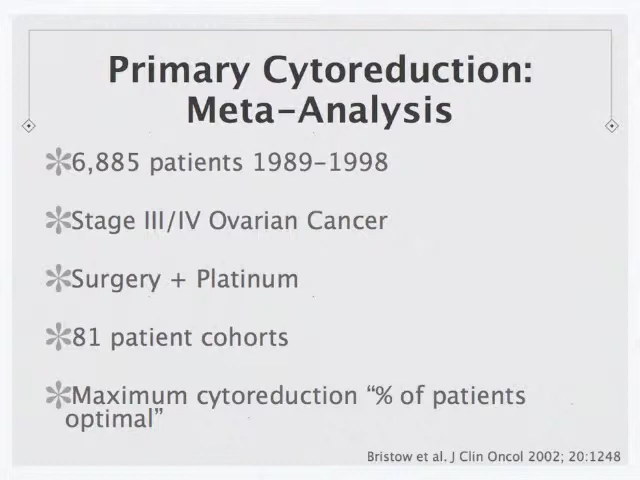 Primary Cytoreduction:
Meta-Analysis
6,885 patients 1989-1998
Stage III/IV Ovarian Cancer
Surgery + Platinum
81 patient cohorts
Maximum cytoreduction “% of patients
optimal”
Bristow et al. J Clin Oncol 2002; 20:1248